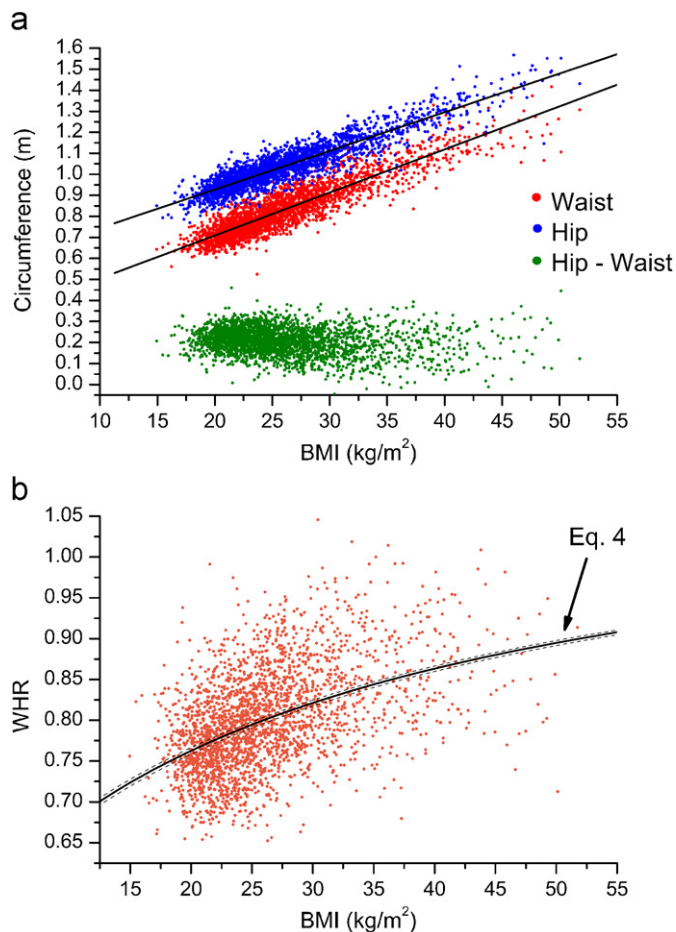 a
1.6
1.5
1.4
1.3
1.2
1.1
1.0
0.9
0.8
0.7
0.6
0.5
0.4
0.3
0.2
0.1
0.0
Circumference (m)
Waist
Hip
Hip - Waist
10 15 20 25 30 35 40 45 50 55
BMI (kg/m²)
b
1.05
1.00
0.95
0.90
0.85
0.80
0.75
0.70
0.65
WHR
Eq. 4
15 20 25 30 35 40 45 50 55
BMI (kg/m²)